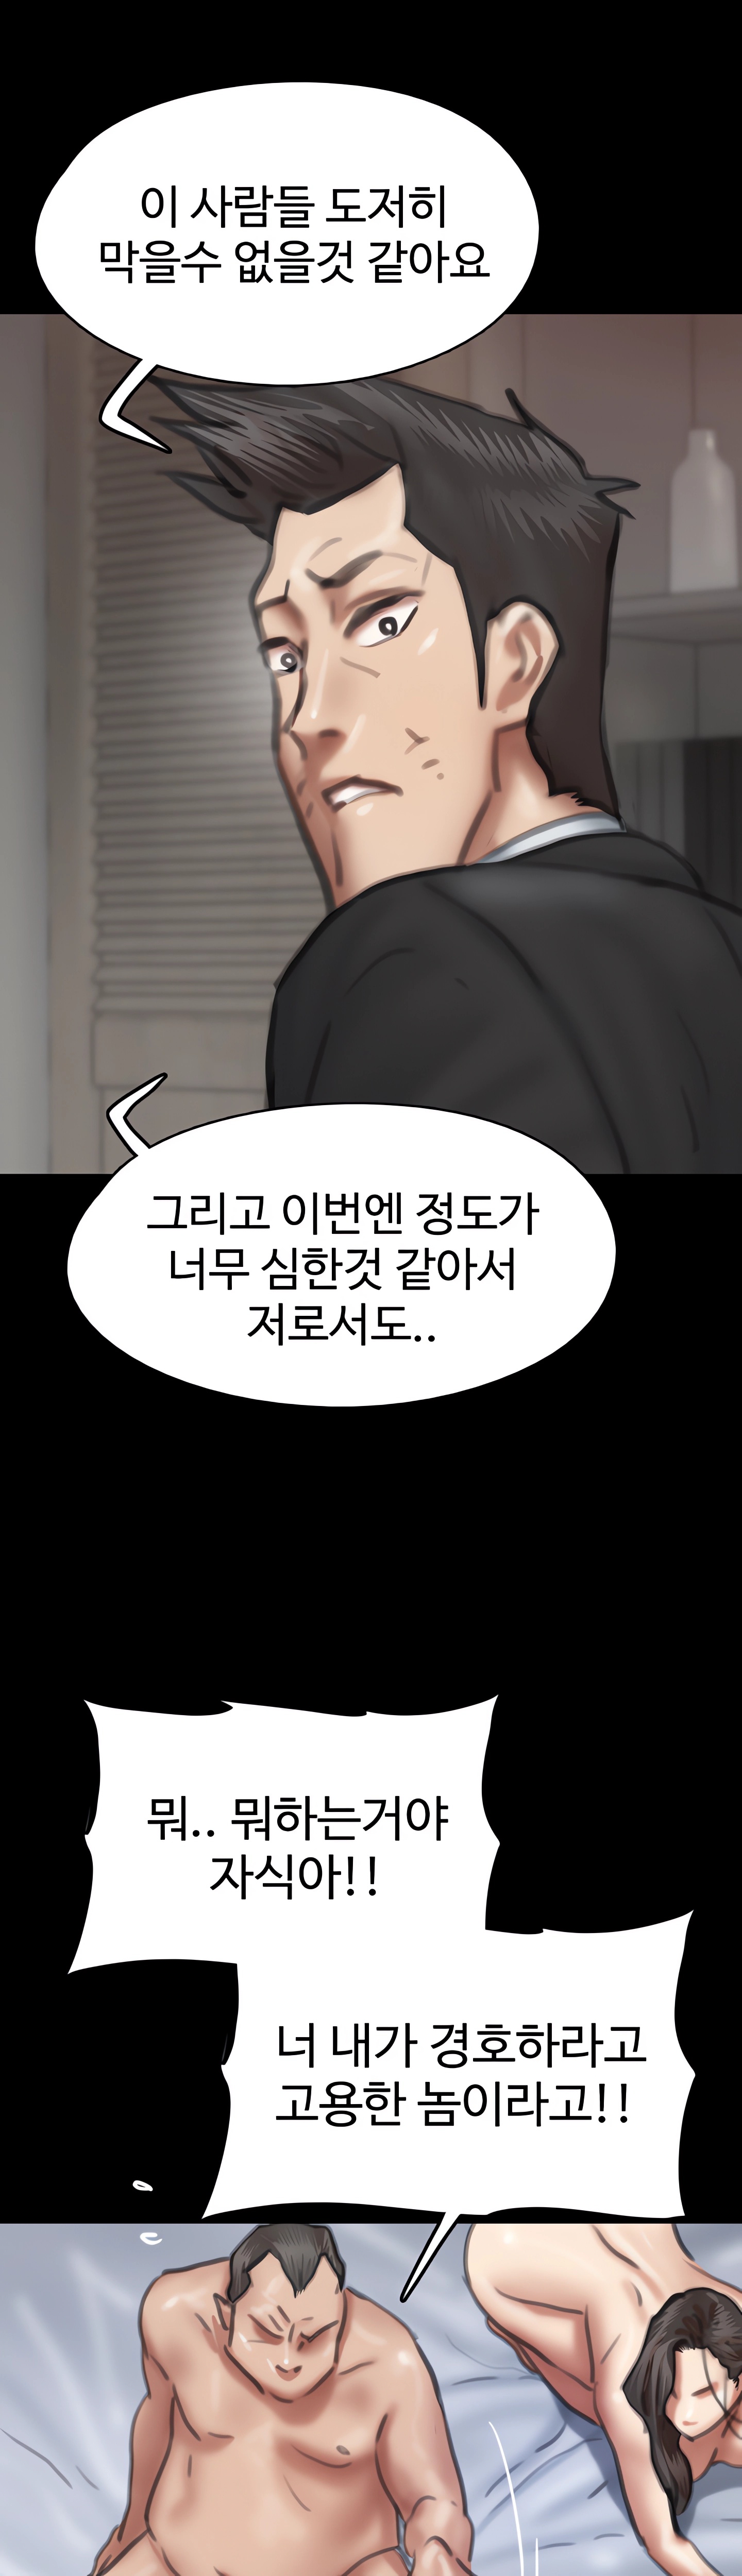 이 사람들 도저히
막을수 없을것 같아요
그리고 이번엔 정도가
너무 심한것 같아서
저로서도..
뭐.. 뭐하는거야
자식아!!
너 내가 경호하라고
고용한 놈이라고!!